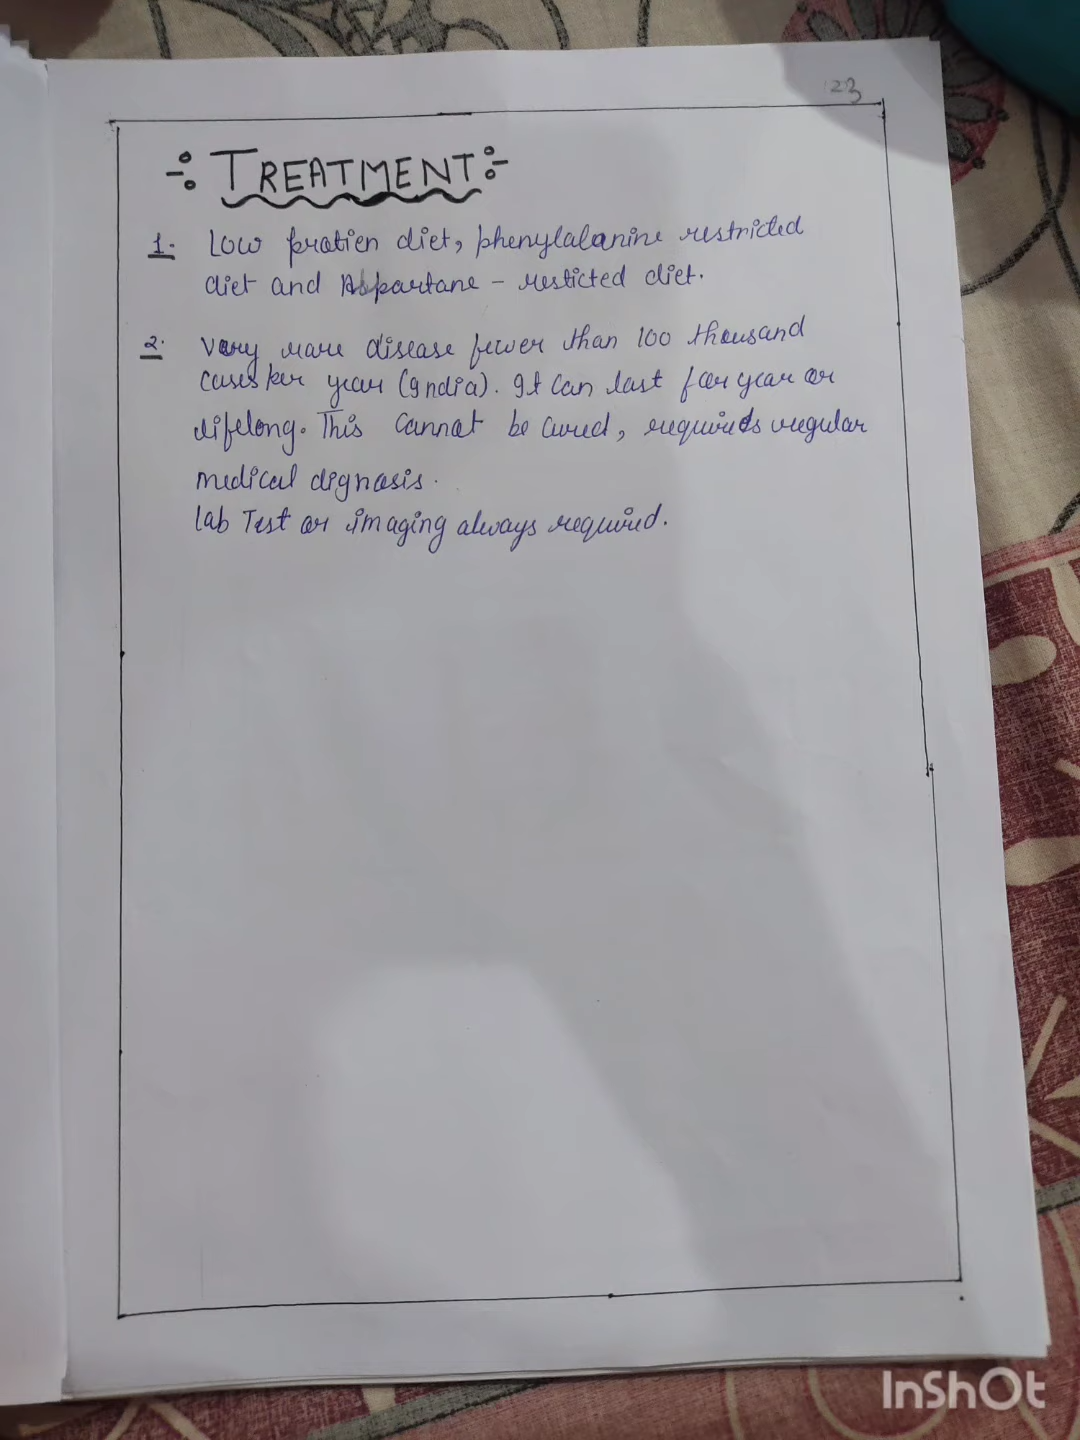 23
-: TREATMENT :-
1. Low protien diet, phenylalanine restricted
diet and Aspartane - resticted diet.
2. Very rare disease fewer than 100 thousand
cases per year (India). It can last for year or
lifelong. This cannot be cured, requireds regular
medical dignosis.
lab Test or imaging always required.
InShOt